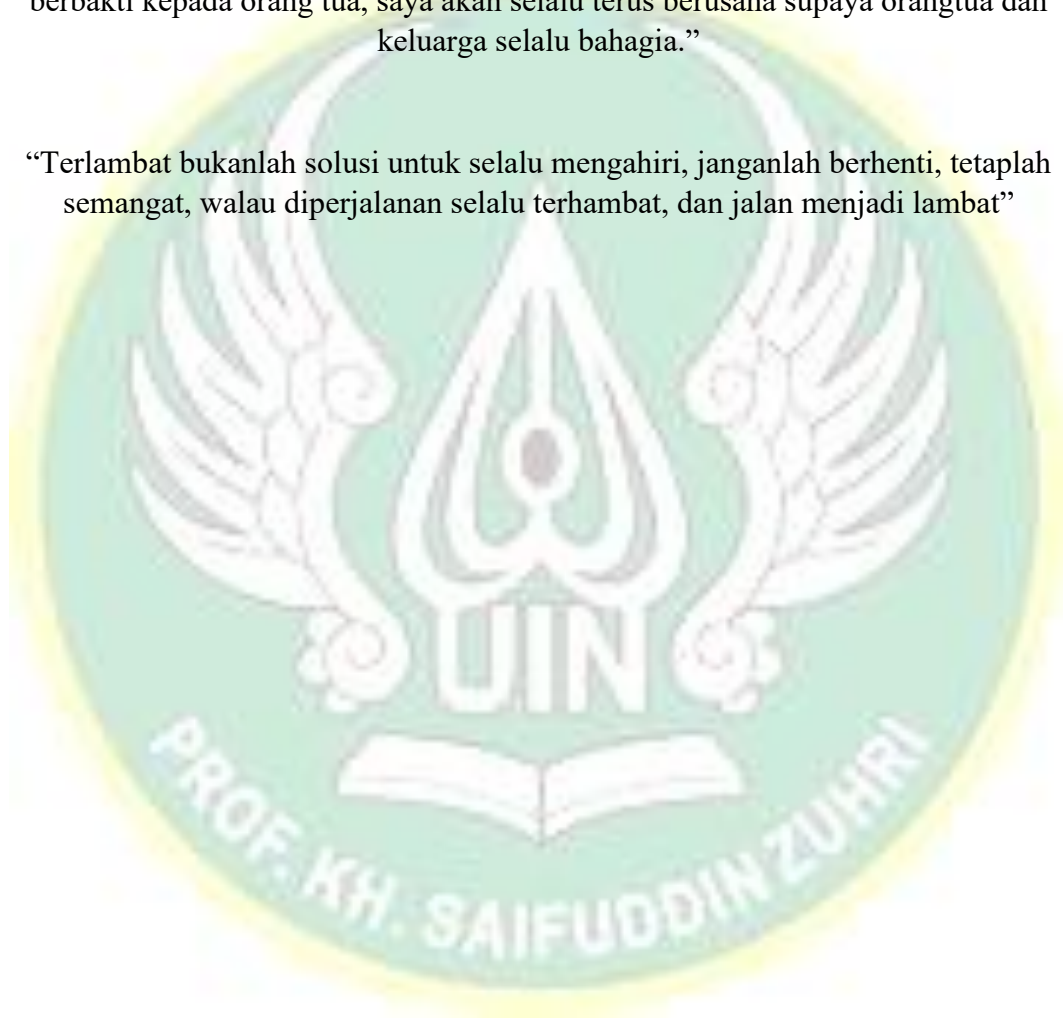 berbakti kepada orang tua, saya akan selalu terus berusaha supaya orangtua dan
keluarga selalu bahagia.”
“Terlambat bukanlah solusi untuk selalu mengahiri, janganlah berhenti, tetaplah
semangat, walau diperjalanan selalu terhambat, dan jalan menjadi lambat”
UIN
PROF. KH. SAIFUDDIN ZUHRI